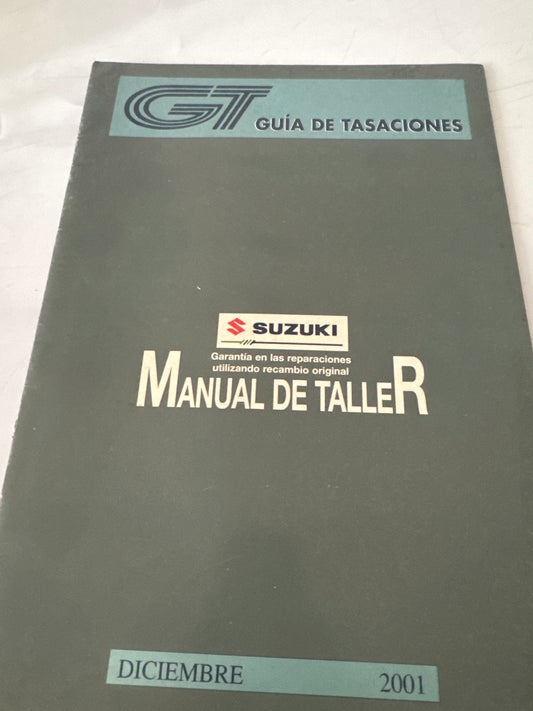 GT GUÍA DE TASACIONES
SUZUKI
Garantía en las reparaciones
utilizando recambio original
MANUAL DE TALLER
DICIEMBRE 2001